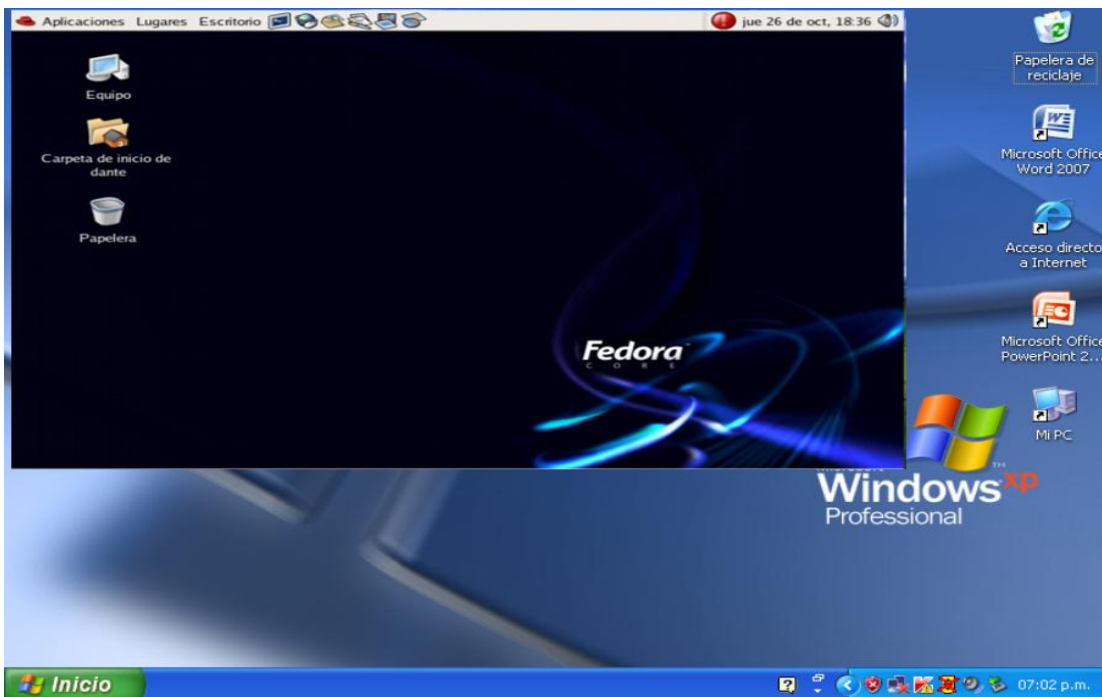 Aplicaciones Lugares Escritorio
jue 26 de oct, 18:36
Equipo
Carpeta de inicio de
dante
Papelera
Fedora
CORE
Papelera de
reciclaje
Microsoft Office
Word 2007
Acceso directo
a Internet
Microsoft Office
PowerPoint 2...
Mi PC
Windows xp
TM
Professional
Inicio
07:02 p.m.